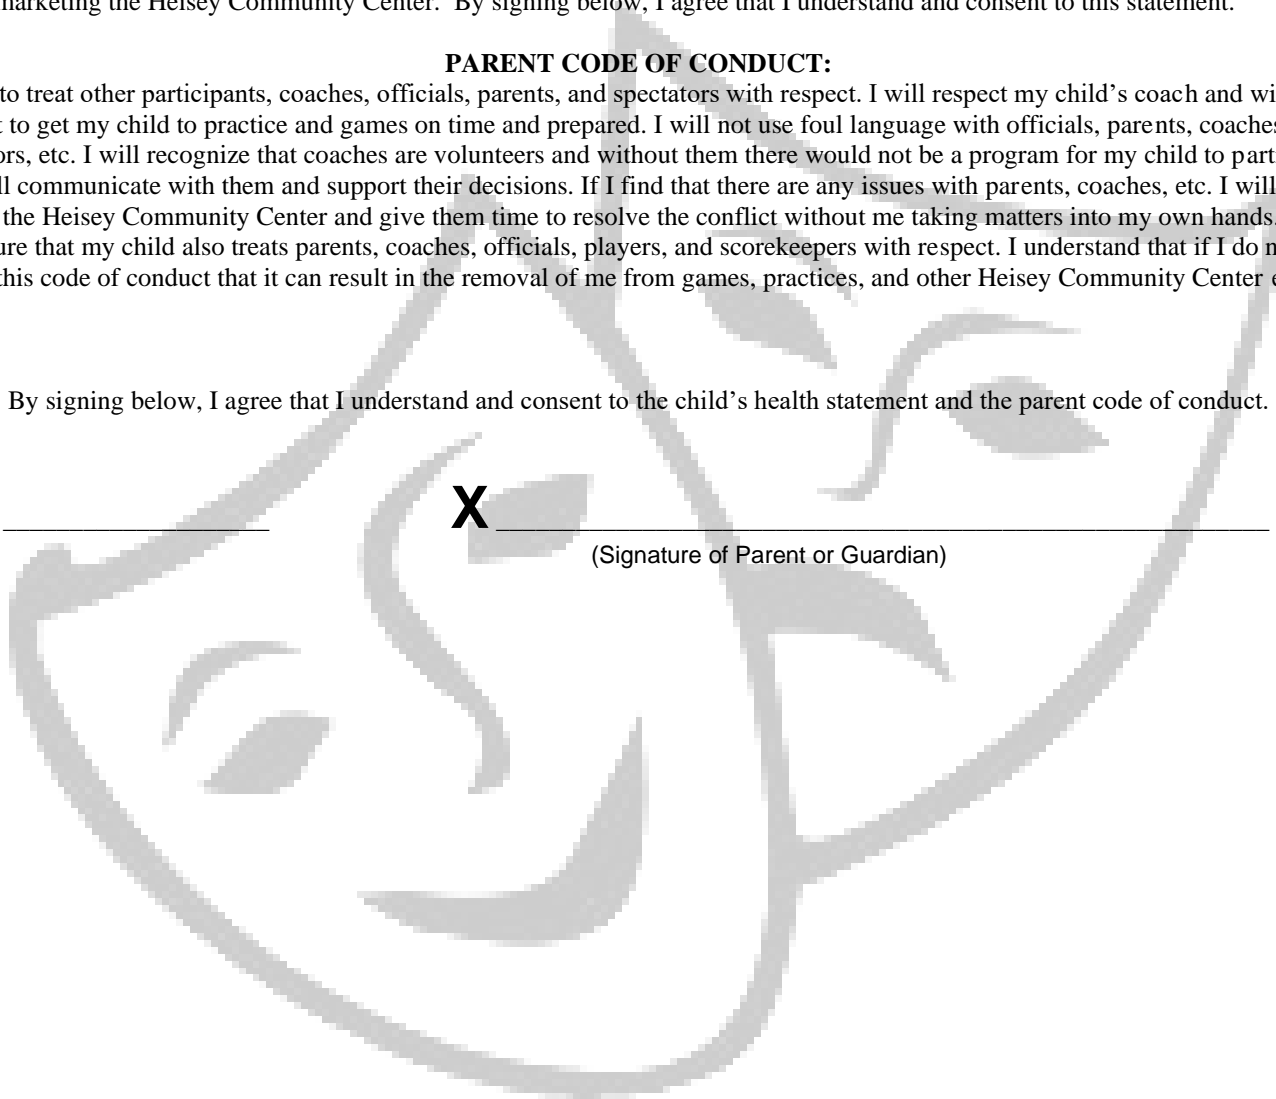 marketing the Heisey Community Center.  By signing below, I agree that I understand and consent to this statement.
PARENT CODE OF CONDUCT:
to treat other participants, coaches, officials, parents, and spectators with respect. I will respect my child’s coach and
to get my child to practice and games on time and prepared. I will not use foul language with officials, parents, coaches
etc. I will recognize that coaches are volunteers and without them there would not be a program for my child to
communicate with them and support their decisions. If I find that there are any issues with parents, coaches, etc. I will
the Heisey Community Center and give them time to resolve the conflict without me taking matters into my own hands.
that my child also treats parents, coaches, officials, players, and scorekeepers with respect. I understand that if I do
this code of conduct that it can result in the removal of me from games, practices, and other Heisey Community Center
By signing below, I agree that I understand and consent to the child’s health statement and the parent code of conduct.
X
(Signature of Parent or Guardian)